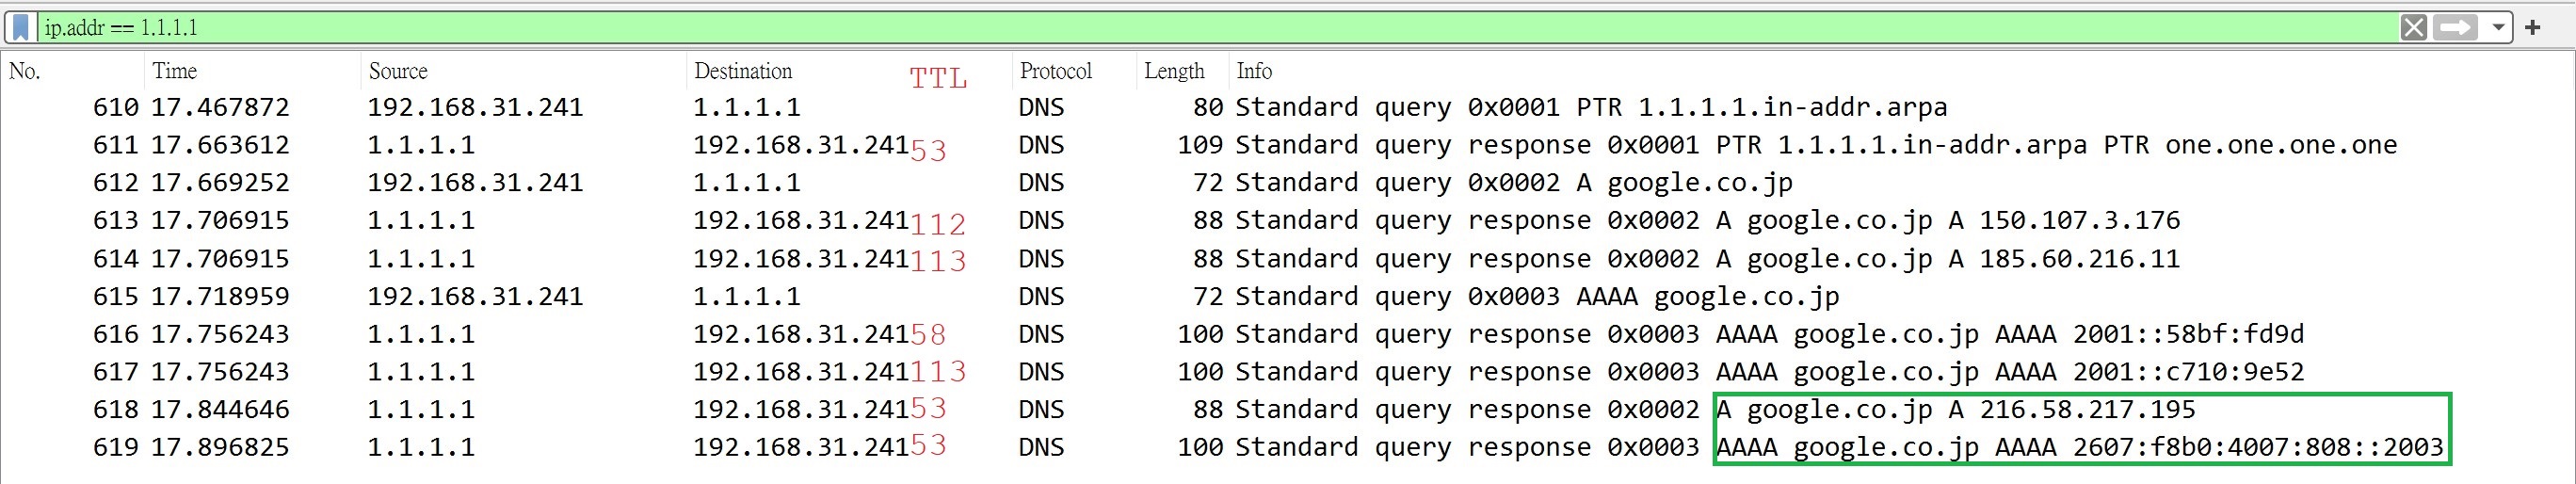 ip.addr == 1.1.1.1
No. Time Source Destination TTL Protocol Length Info
610 17.467872 192.168.31.241 1.1.1.1 DNS 80 Standard query 0x0001 PTR 1.1.1.1.in-addr.arpa
611 17.663612 1.1.1.1 192.168.31.241 53 DNS 109 Standard query response 0x0001 PTR 1.1.1.1.in-addr.arpa PTR one.one.one.one
612 17.669252 192.168.31.241 1.1.1.1 DNS 72 Standard query 0x0002 A google.co.jp
613 17.706915 1.1.1.1 192.168.31.241 112 DNS 88 Standard query response 0x0002 A google.co.jp A 150.107.3.176
614 17.706915 1.1.1.1 192.168.31.241 113 DNS 88 Standard query response 0x0002 A google.co.jp A 185.60.216.11
615 17.718959 192.168.31.241 1.1.1.1 DNS 72 Standard query 0x0003 AAAA google.co.jp
616 17.756243 1.1.1.1 192.168.31.241 58 DNS 100 Standard query response 0x0003 AAAA google.co.jp AAAA 2001::58bf:fd9d
617 17.756243 1.1.1.1 192.168.31.241 113 DNS 100 Standard query response 0x0003 AAAA google.co.jp AAAA 2001::c710:9e52
618 17.844646 1.1.1.1 192.168.31.241 53 DNS 88 Standard query response 0x0002 A google.co.jp A 216.58.217.195
619 17.896825 1.1.1.1 192.168.31.241 53 DNS 100 Standard query response 0x0003 AAAA google.co.jp AAAA 2607:f8b0:4007:808::2003